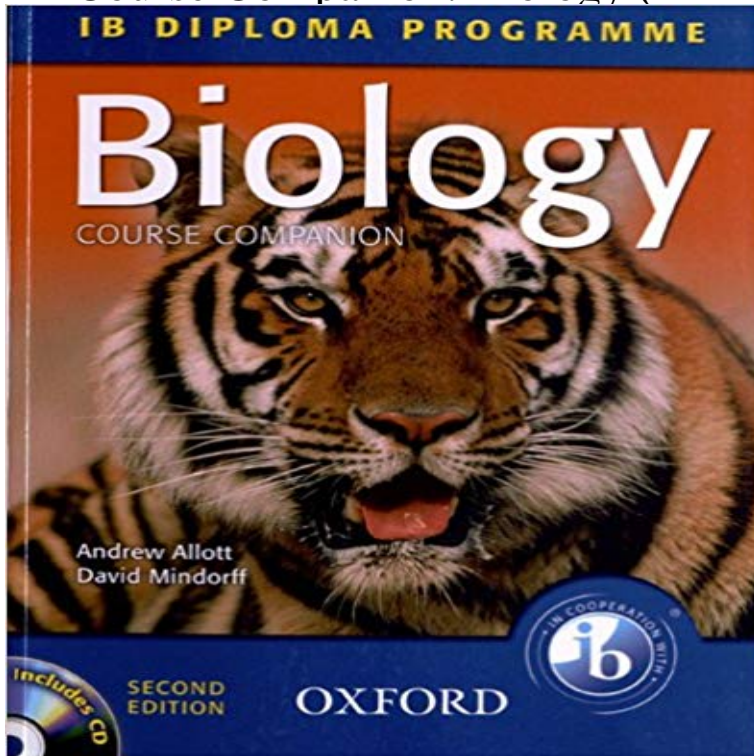 IB DIPLOMA PROGRAMME
Biology
COURSE COMPANION
Andrew Allott
David Mindorff
IN COOPERATION WITH
ib
®
Includes CD
SECOND
EDITION
OXFORD